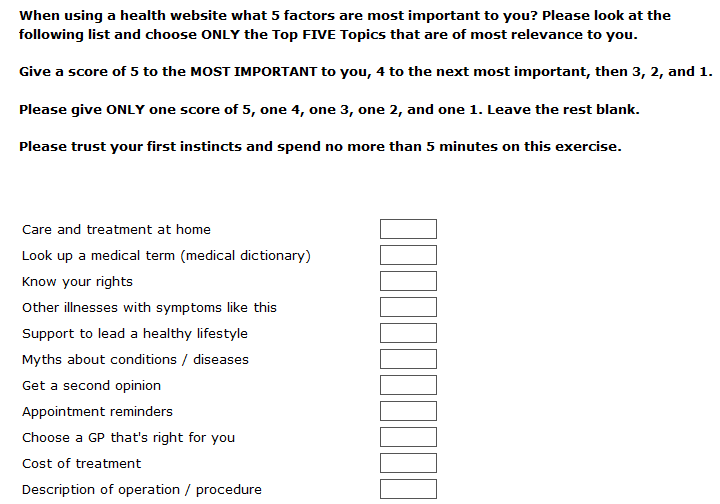 When using a health website what 5 factors are most important to you? Please look at the
following list and choose ONLY the Top FIVE Topics that are of most relevance to you.
Give a score of 5 to the MOST IMPORTANT to you, 4 to the next most important, then 3, 2, and 1.
Please give ONLY one score of 5, one 4, one 3, one 2, and one 1. Leave the rest blank.
Please trust your first instincts and spend no more than 5 minutes on this exercise.
Care and treatment at home
Look up a medical term (medical dictionary)
Know your rights
Other illnesses with symptoms like this
Support to lead a healthy lifestyle
Myths about conditions / diseases
Get a second opinion
Appointment reminders
Choose a GP that's right for you
Cost of treatment
Description of operation / procedure